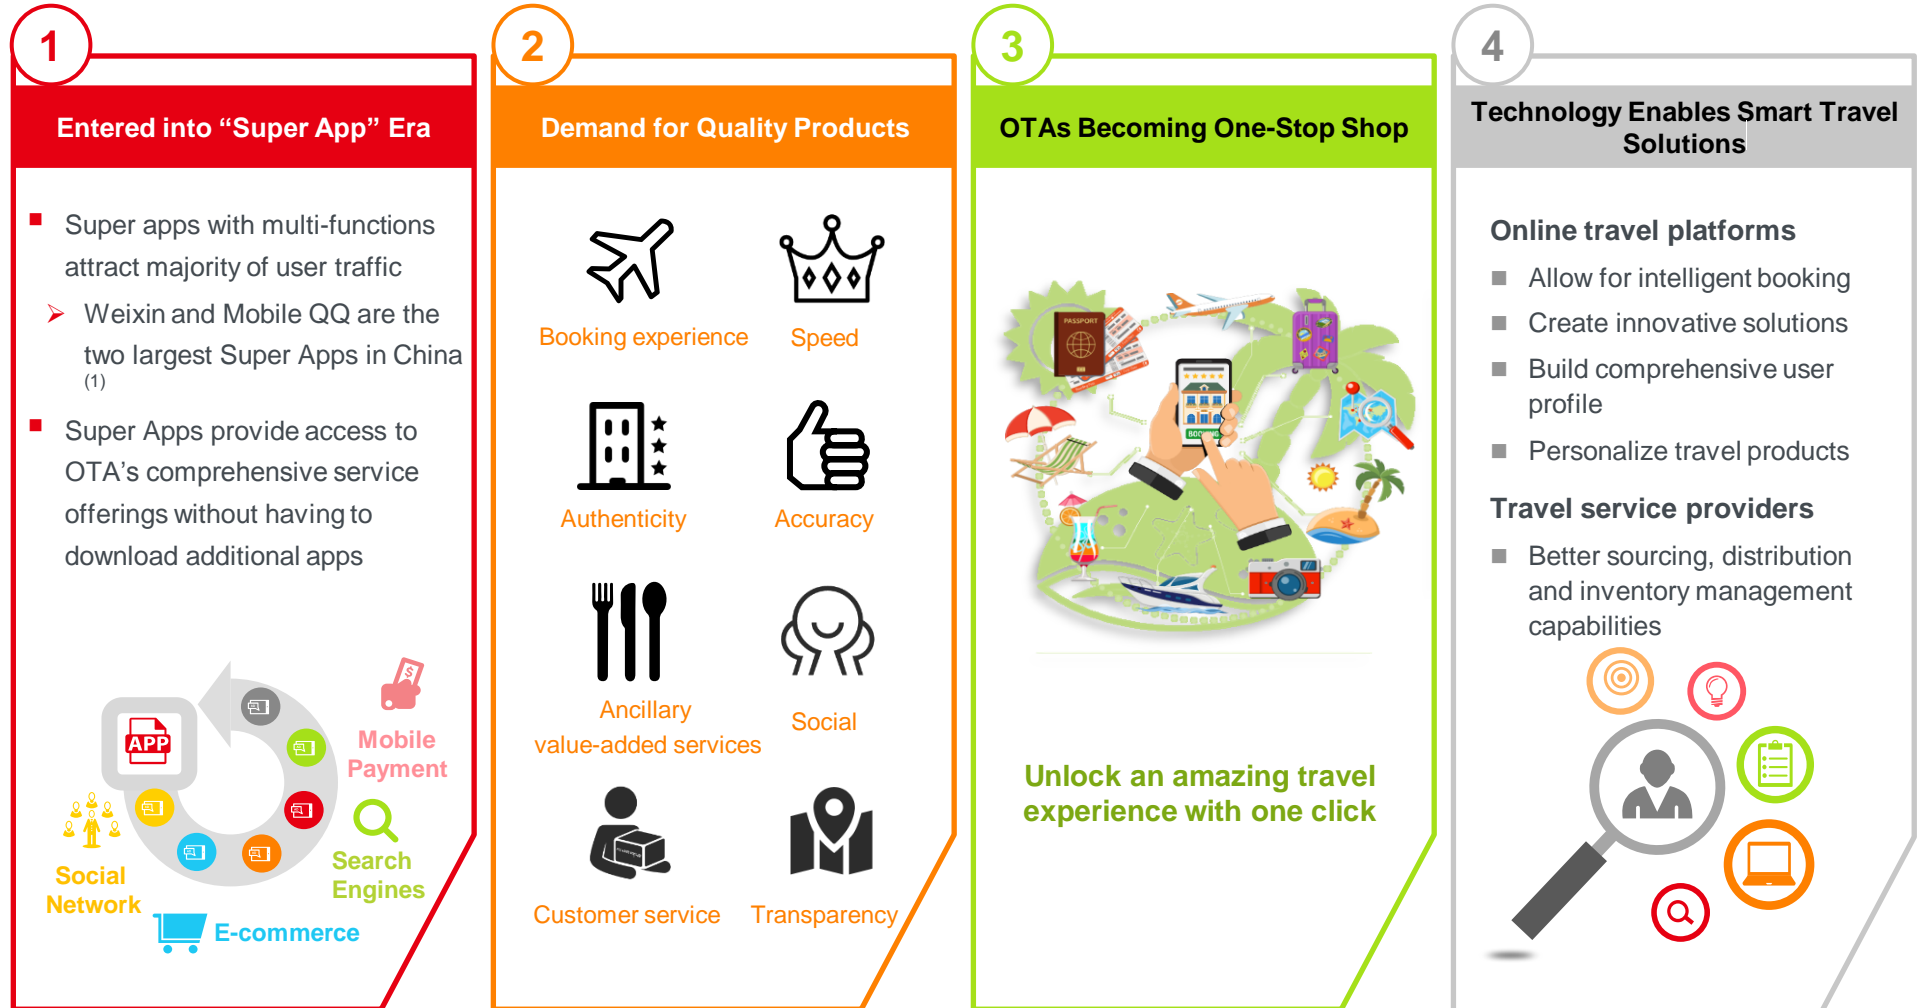 1
Entered into “Super App” Era
Super apps with multi-functions
attract majority of user traffic
Weixin and Mobile QQ are the
two largest Super Apps in China
(1)
Super Apps provide access to
OTA’s comprehensive service
offerings without having to
download additional apps
APP
$
Mobile
Payment
Search
Engines
Social
Network
E-commerce
2
Demand for Quality Products
Booking experience
Speed
Authenticity
Accuracy
Ancillary
value-added services
Social
Customer service
Transparency
3
OTAs Becoming One-Stop Shop
PASSPORT
BOOKING
Unlock an amazing travel
experience with one click
4
Technology Enables Smart Travel
Solutions
Online travel platforms
Allow for intelligent booking
Create innovative solutions
Build comprehensive user
profile
Personalize travel products
Travel service providers
Better sourcing, distribution
and inventory management
capabilities